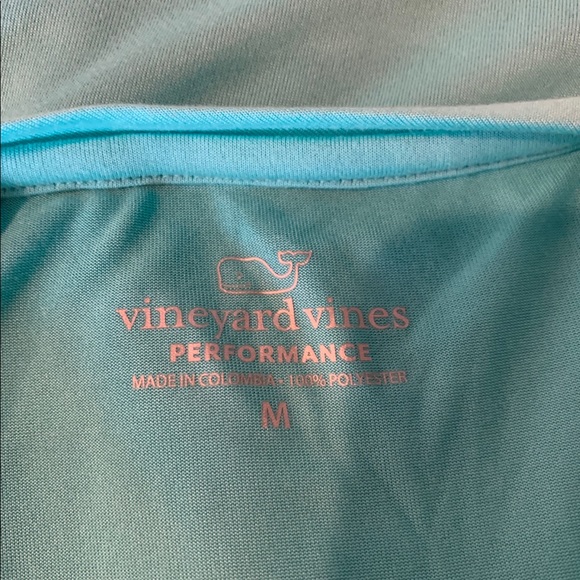 vineyard vines
PERFORMANCE
MADE IN COLOMBIA • 100% POLYESTER
M